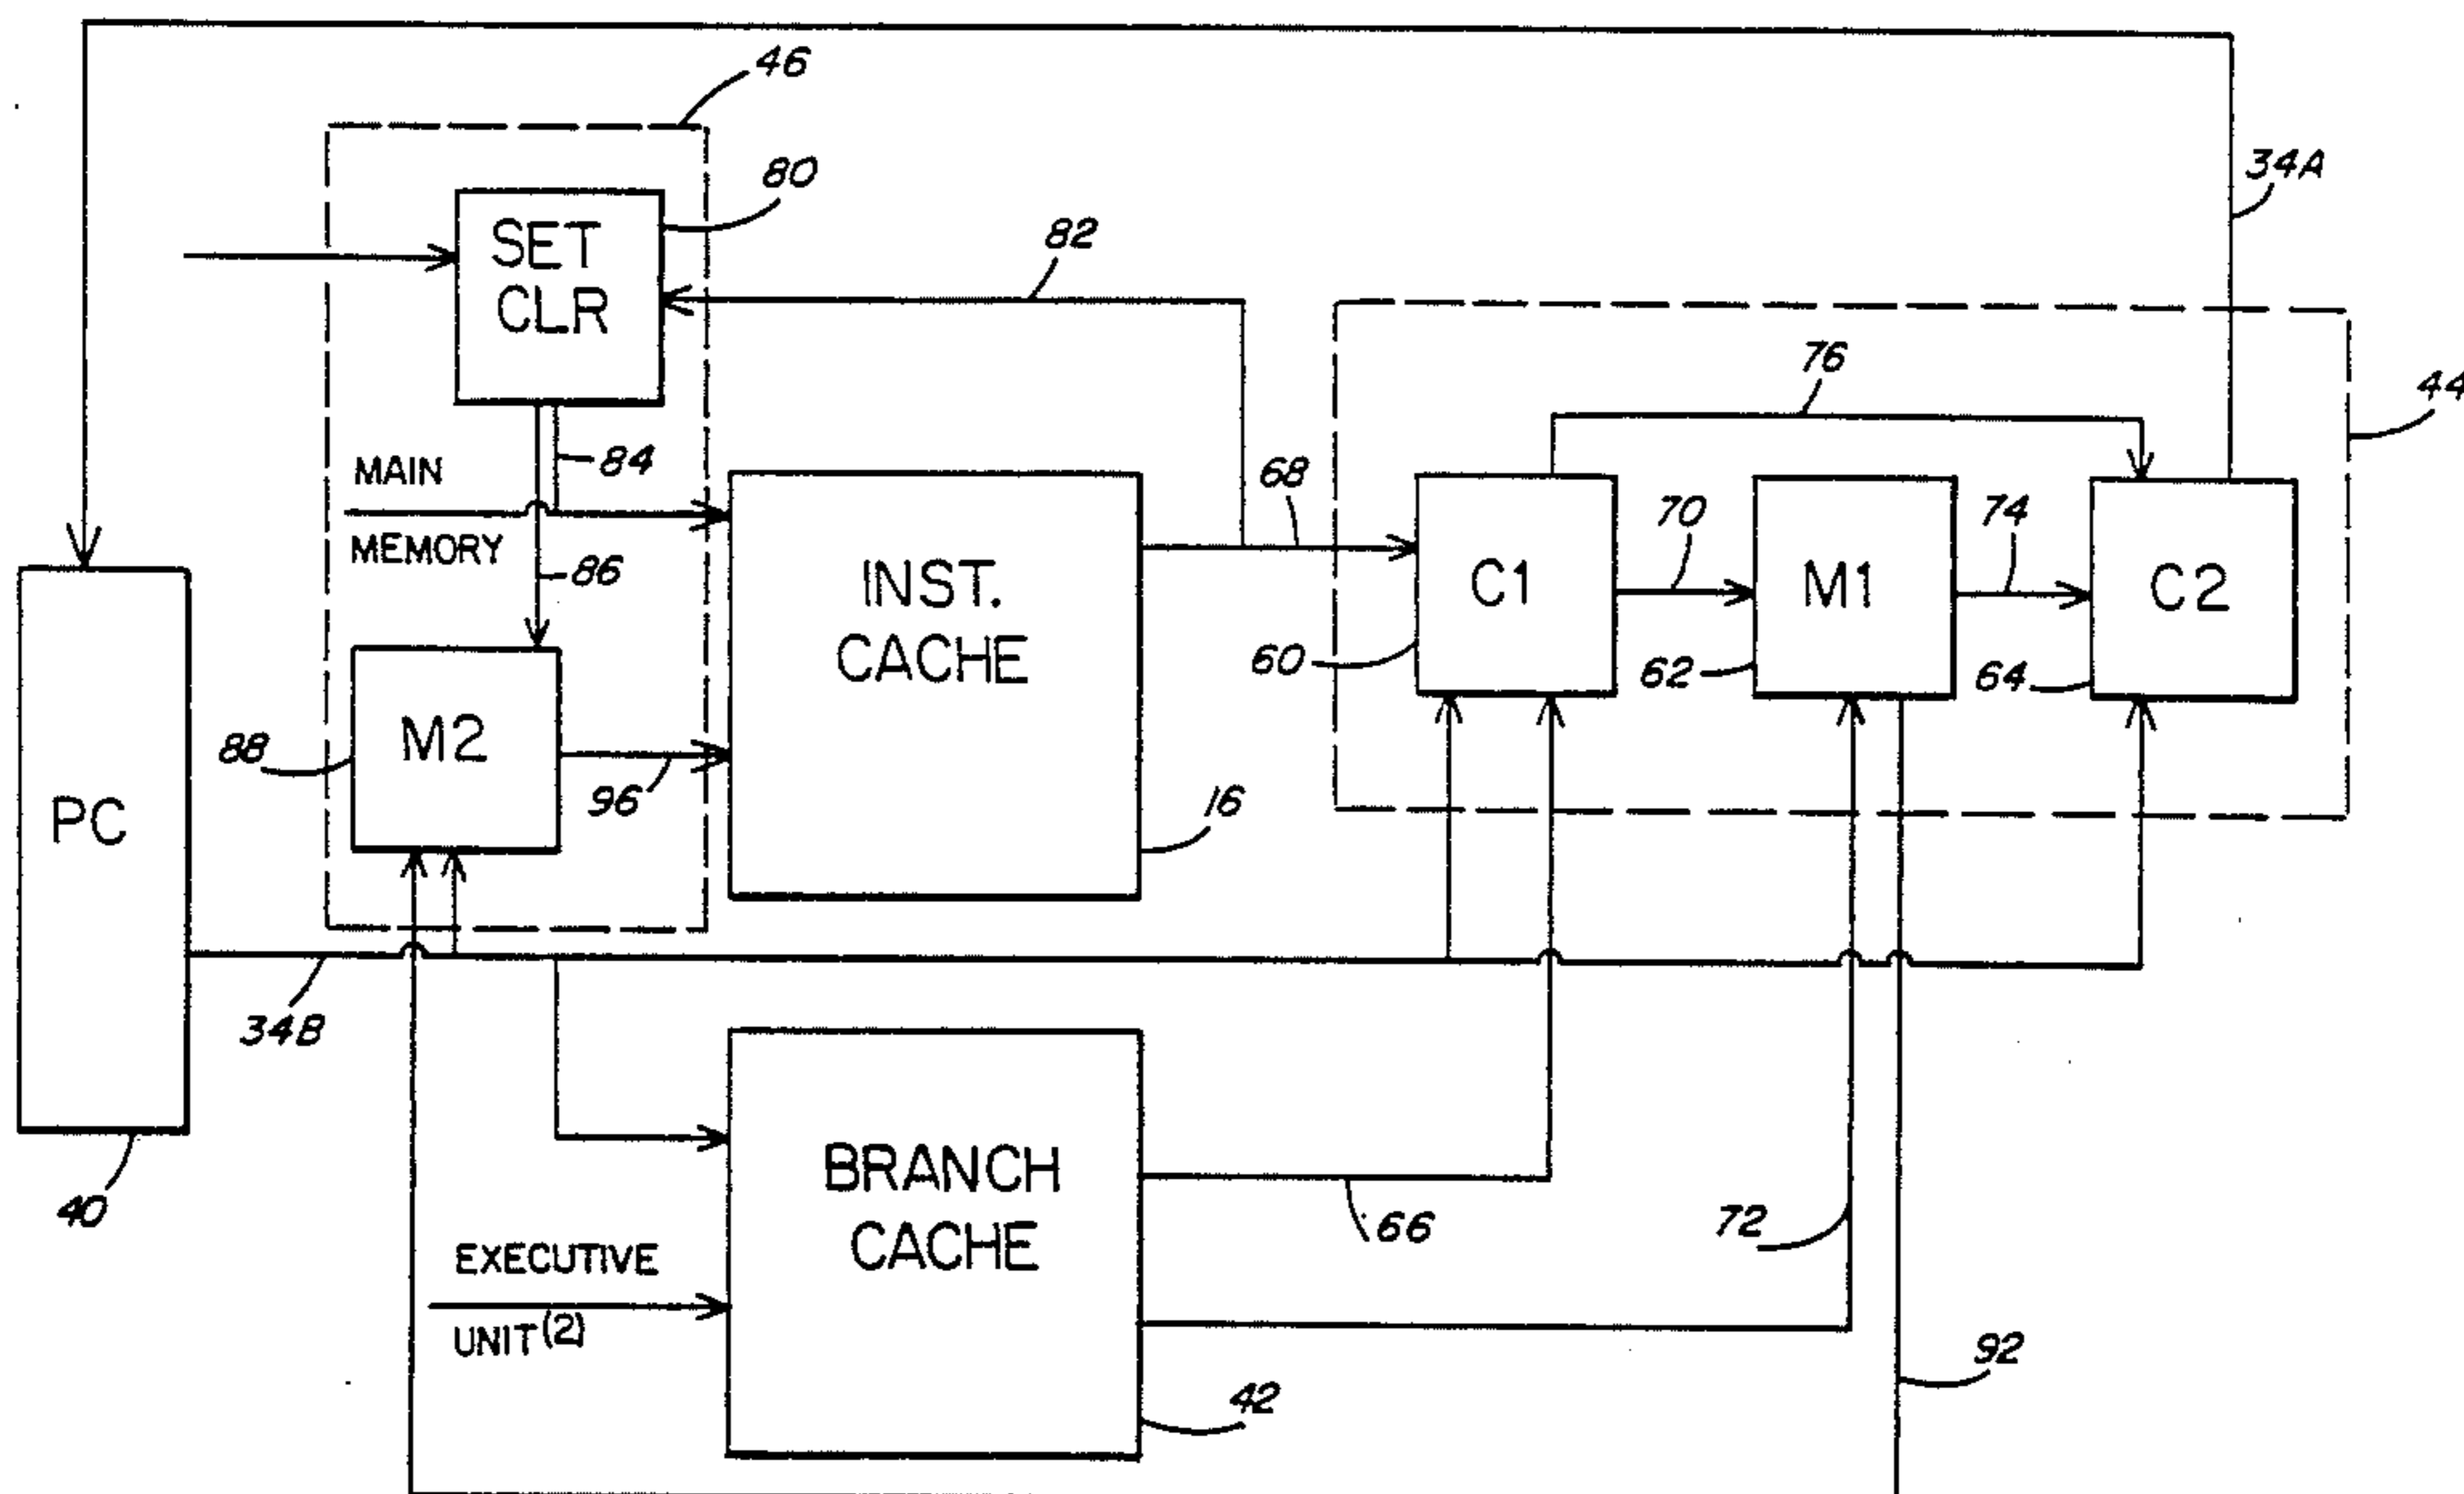 46
80
SET
CLR
82
34A
76
44
MAIN
84
68
70
74
MEMORY
86
INST.
CACHE
C1
M1
C2
60
62
64
88
M2
96
16
PC
34B
BRANCH
CACHE
40
66
72
EXECUTIVE
UNIT(2)
92
42